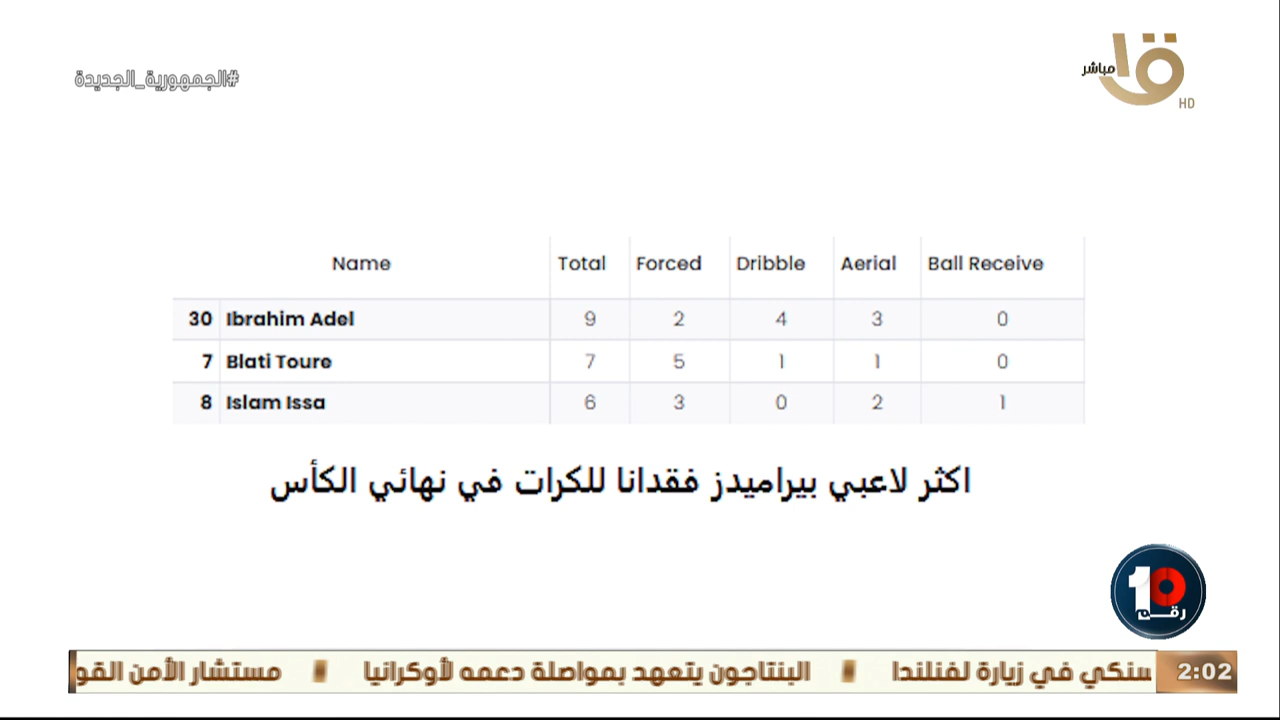 #الجمهورية_الجديدة
مباشر
HD
Name Total Forced Dribble Aerial Ball Receive
30 Ibrahim Adel 9 2 4 3 0
7 Blati Toure 7 5 1 1 0
8 Islam Issa 6 3 0 2 1
اكثر لاعبي بيراميدز فقدانا للكرات في نهائي الكأس
10
رقم
في زيارة لفنلندا البنتاجون يتعهد بمواصلة دعمه لأوكرانيا مستشار الأمن
2:02